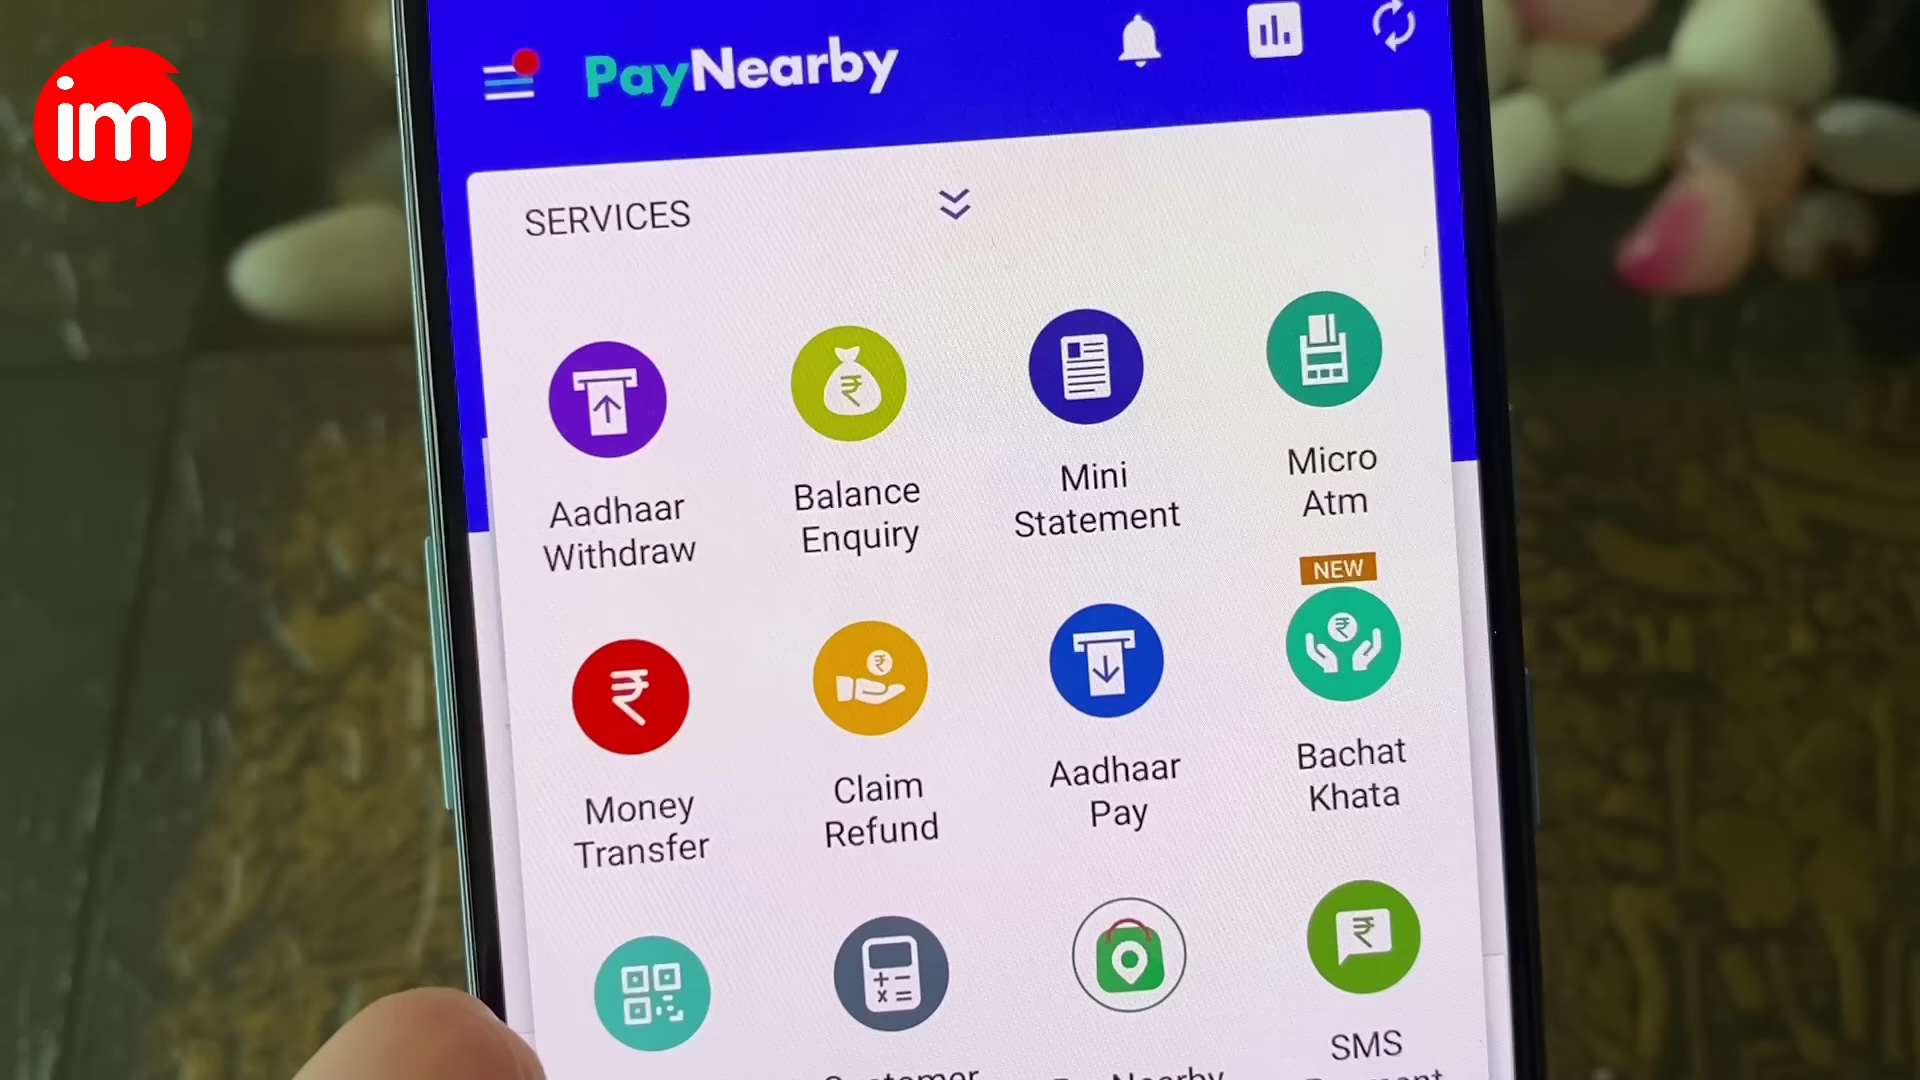 im
PayNearby
SERVICES
Aadhaar
Withdraw
Balance
Enquiry
Mini
Statement
Micro
Atm
NEW
Money
Transfer
Claim
Refund
Aadhaar
Pay
Bachat
Khata
SMS